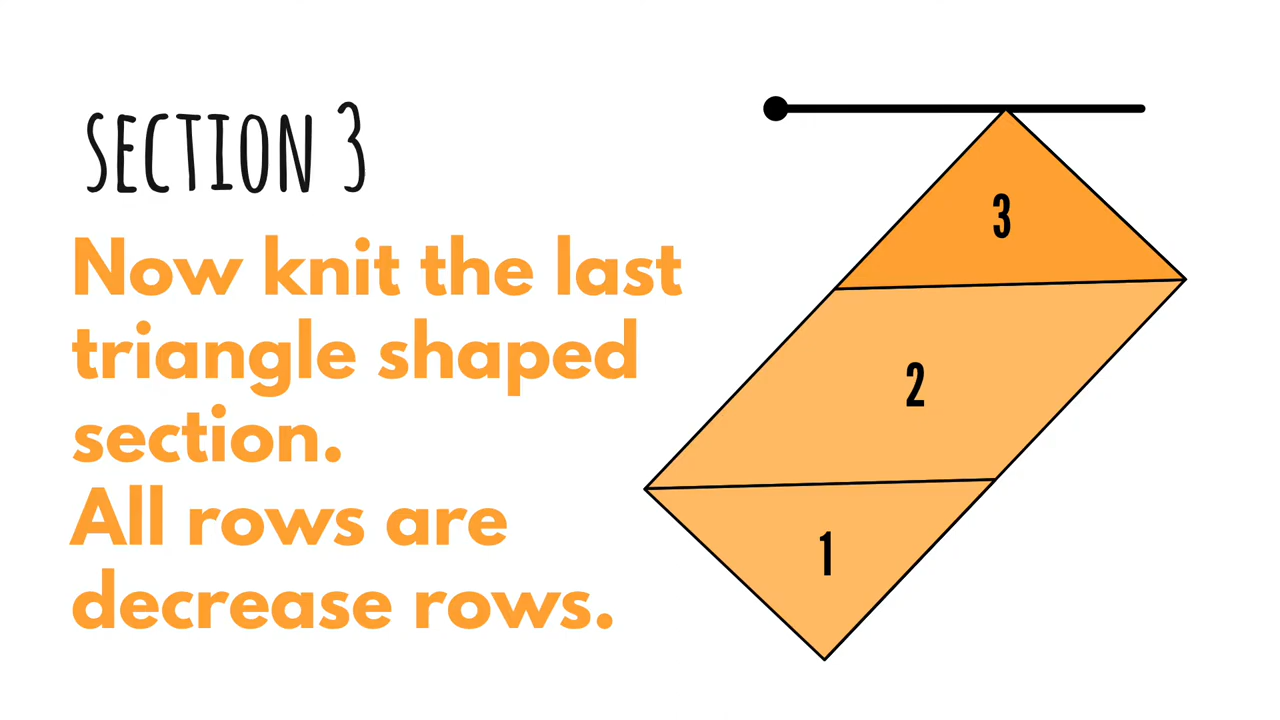 SECTION 3
Now knit the last
triangle shaped
section.
All rows are
decrease rows.
3
2
1